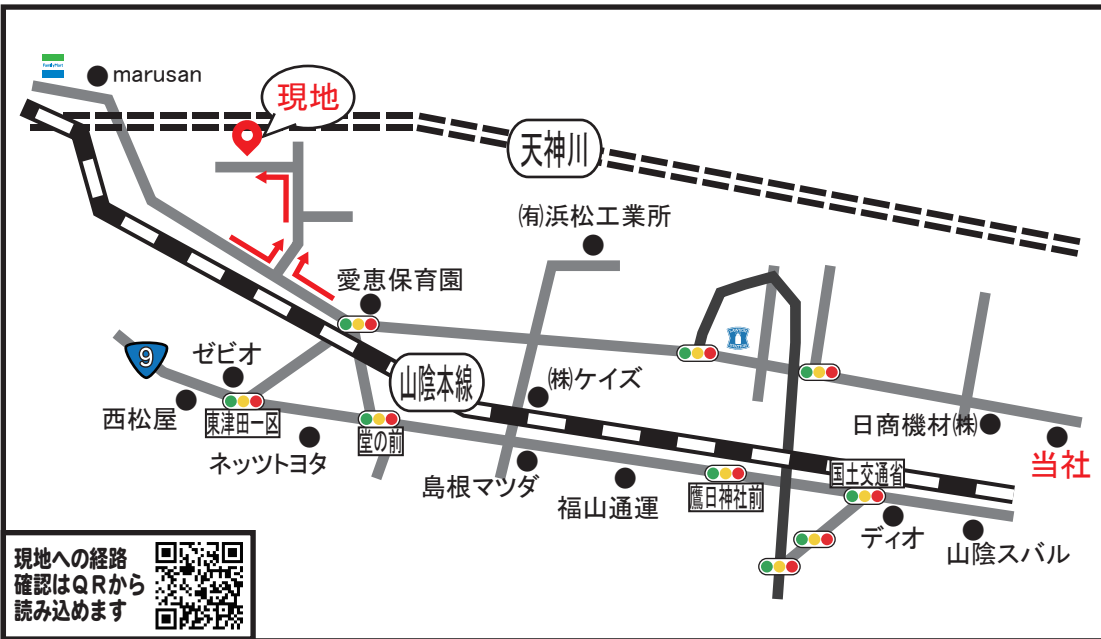 FamilyMart
marusan
現地
天神川
㈲浜松工業所
愛恵保育園
9
ゼビオ
山陰本線
㈱ケイズ
西松屋
東津田一区
堂の前
日商機材㈱
ネッツトヨタ
当社
島根マツダ
国土交通省
福山通運
鷹日神社前
ディオ
山陰スバル
現地への経路
確認はQRから
読み込めます